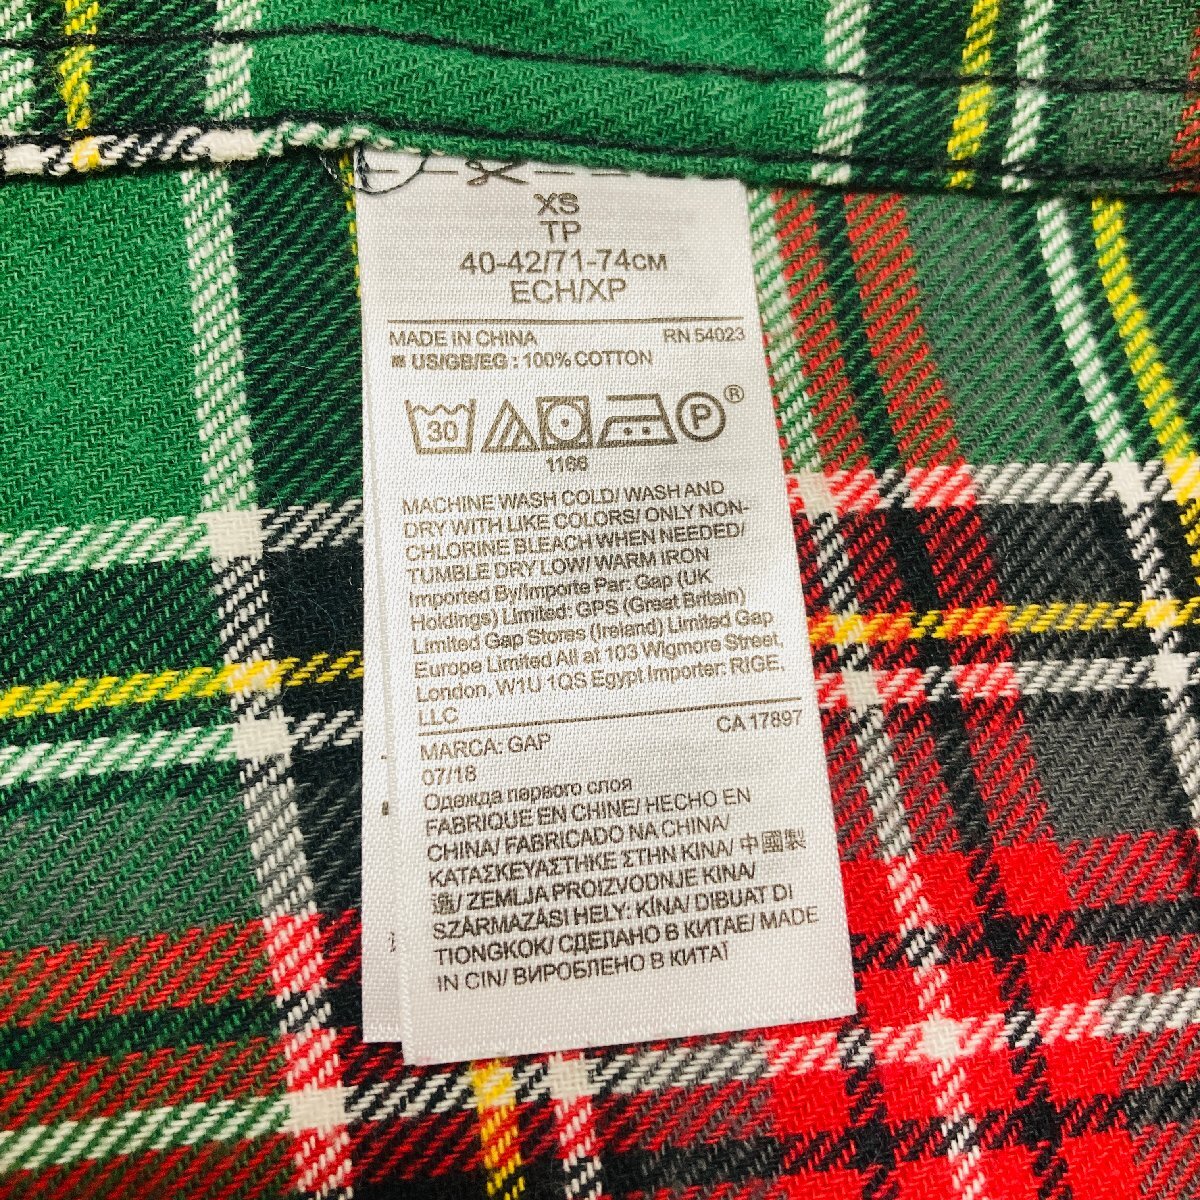 XS
TP
40-42/71-74CM
ECH/XP
MADE IN CHINA RN 54023
US/GB/EG : 100% COTTON
30 P ®
1166
MACHINE WASH COLD/ WASH AND
DRY WITH LIKE COLORS/ ONLY NON-
CHLORINE BLEACH WHEN NEEDED/
TUMBLE DRY LOW/ WARM IRON
Imported By/Importe Par: Gap (UK
Holdings) Limited: GPS (Great Britain)
Limited Gap Stores (Ireland) Limited Gap
Europe Limited All at 103 Wigmore Street,
London, W1U 1QS Egypt Importer: RIGE,
LLC
MARCA: GAP CA 17897
07/18
Одежда первого слоя
FABRIQUE EN CHINE/ HECHO EN
CHINA/ FABRICADO NA CHINA/
ΚΑΤΑΣΚΕΥΑΣΤΗΚΕ ΣΤΗΝ ΚΙΝΑ/ 中國製
造/ ZEMLJA PROIZVODNJE KINA/
SZÁRMAZÁSI HELY: KÍNA/ DIBUAT DI
TIONGKOK/ СДЕЛАНО В КИТАЕ/ MADE
IN CIN/ ВИРОБЛЕНО В КИТАЇ